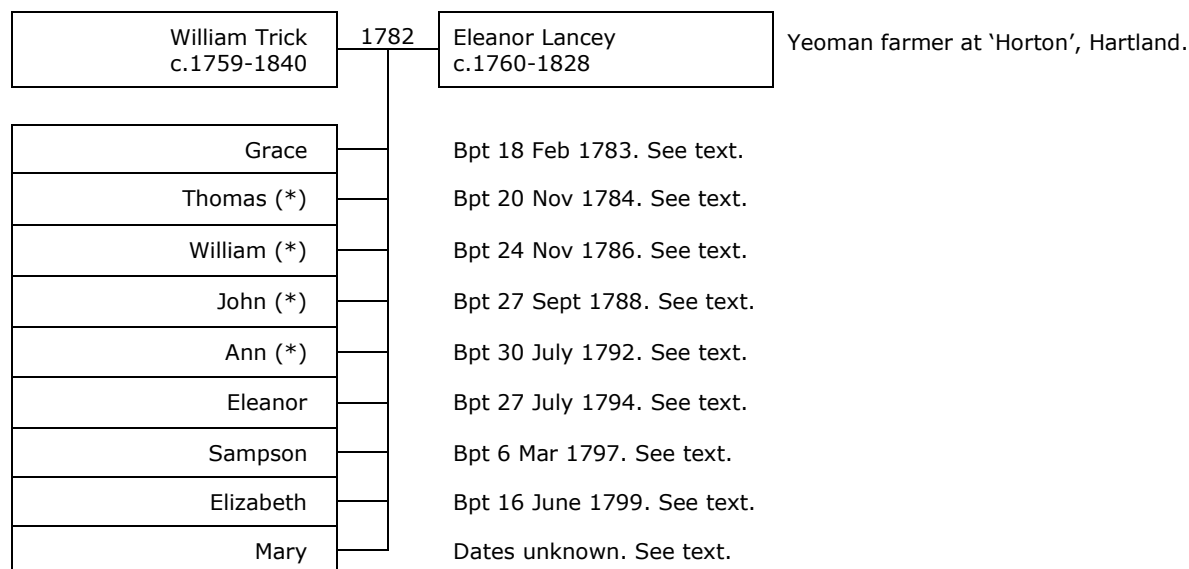 William Trick 1782 Eleanor Lancey Yeoman farmer at ‘Horton’, Hartland.
c.1759-1840 c.1760-1828
Grace Bpt 18 Feb 1783. See text.
Thomas (*) Bpt 20 Nov 1784. See text.
William (*) Bpt 24 Nov 1786. See text.
John (*) Bpt 27 Sept 1788. See text.
Ann (*) Bpt 30 July 1792. See text.
Eleanor Bpt 27 July 1794. See text.
Sampson Bpt 6 Mar 1797. See text.
Elizabeth Bpt 16 June 1799. See text.
Mary Dates unknown. See text.